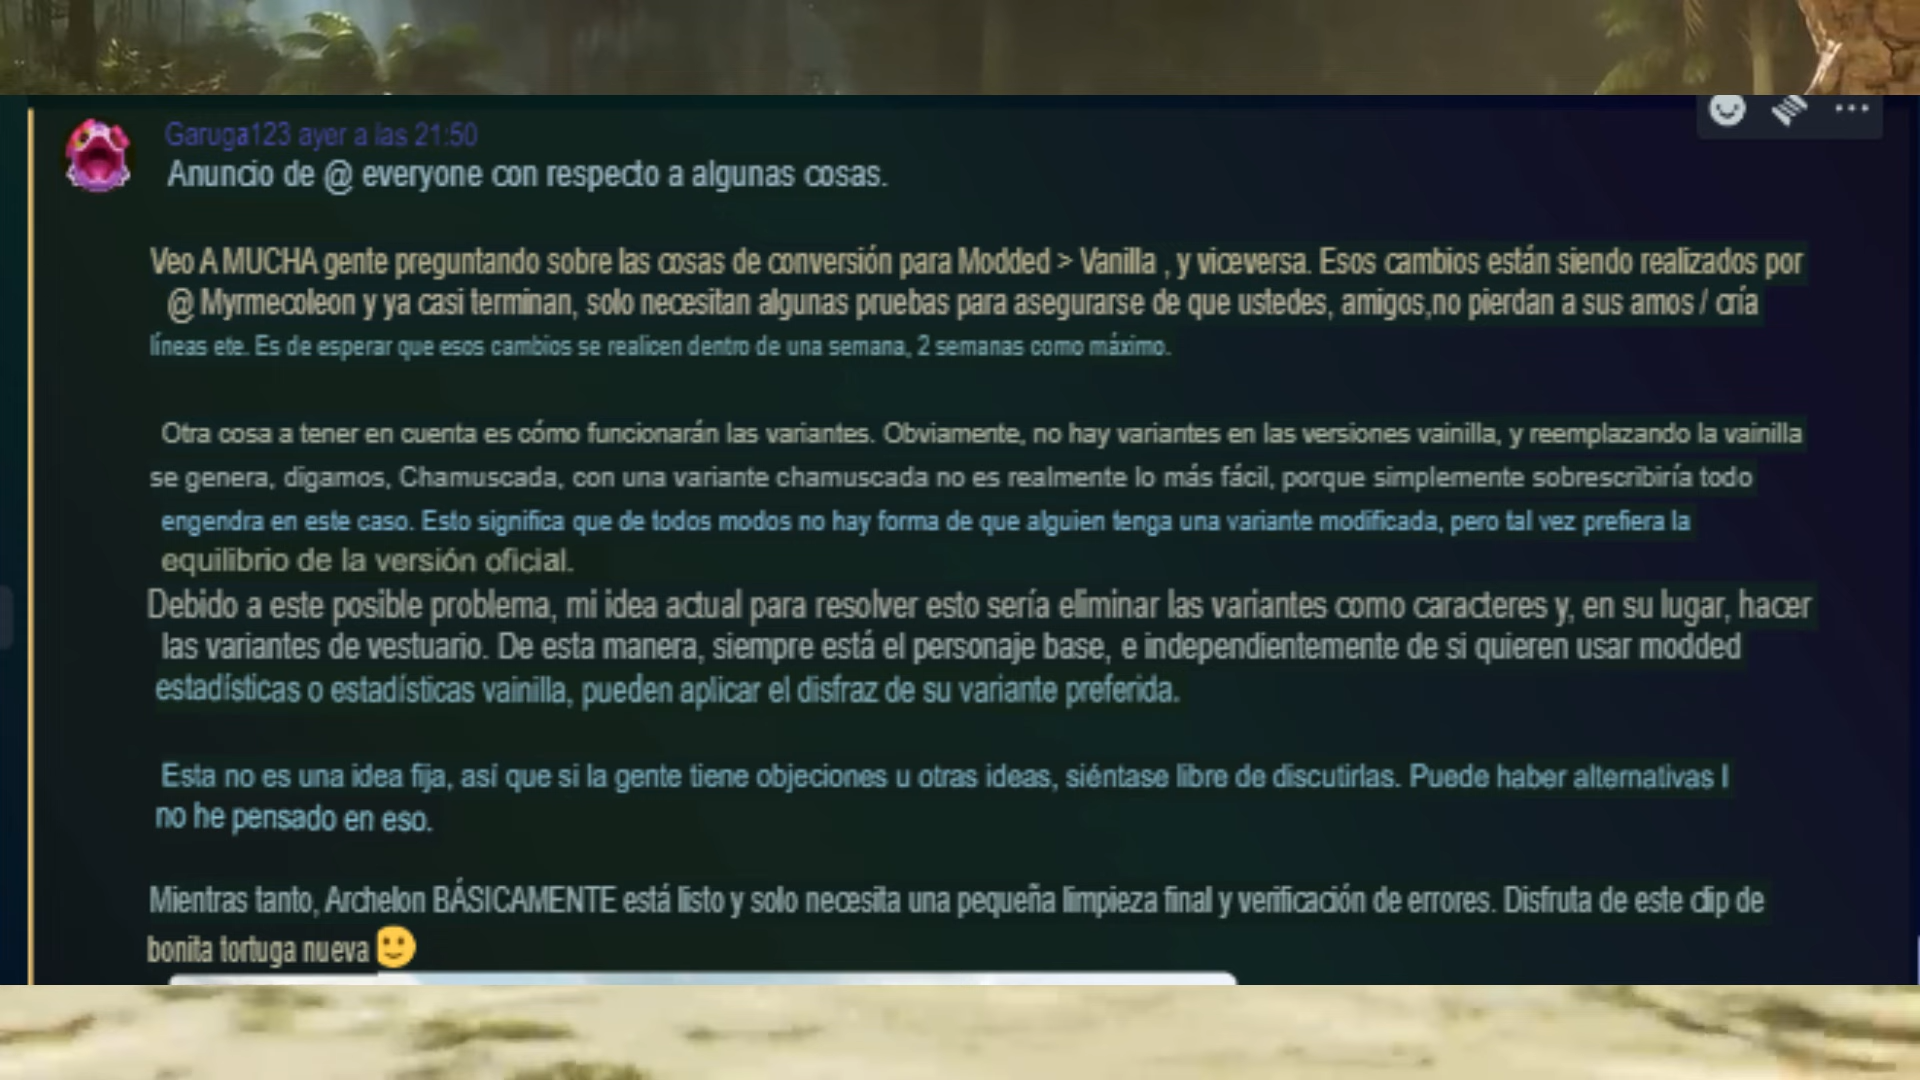 Garuga123 ayer a las 21:50
Anuncio de @ everyone con respecto a algunas cosas.
Veo A MUCHA gente preguntando sobre las cosas de conversión para Modded > Vanilla , y viceversa. Esos cambios están siendo realizados por
@ Myrmecoleon y ya casi terminan, solo necesitan algunas pruebas para asegurarse de que ustedes, amigos,no pierdan a sus amos / cría
líneas ete. Es de esperar que esos cambios se realicen dentro de una semana, 2 semanas como máximo.
Otra cosa a tener en cuenta es cómo funcionarán las variantes. Obviamente, no hay variantes en las versiones vainilla, y reemplazando la vainilla
se genera, digamos, Chamuscada, con una variante chamuscada no es realmente lo más fácil, porque simplemente sobrescribiría todo
engendra en este caso. Esto significa que de todos modos no hay forma de que alguien tenga una variante modificada, pero tal vez prefiera la
equilibrio de la versión oficial.
Debido a este posible problema, mi idea actual para resolver esto sería eliminar las variantes como caracteres y, en su lugar, hacer
las variantes de vestuario. De esta manera, siempre está el personaje base, e independientemente de si quieren usar modded
estadísticas o estadísticas vainilla, pueden aplicar el disfraz de su variante preferida.
Esta no es una idea fija, así que si la gente tiene objeciones u otras ideas, siéntase libre de discutirlas. Puede haber alternativas I
no he pensado en eso.
Mientras tanto, Archelon BÁSICAMENTE está listo y solo necesita una pequeña limpieza final y verificación de errores. Disfruta de este clip de
bonita tortuga nueva